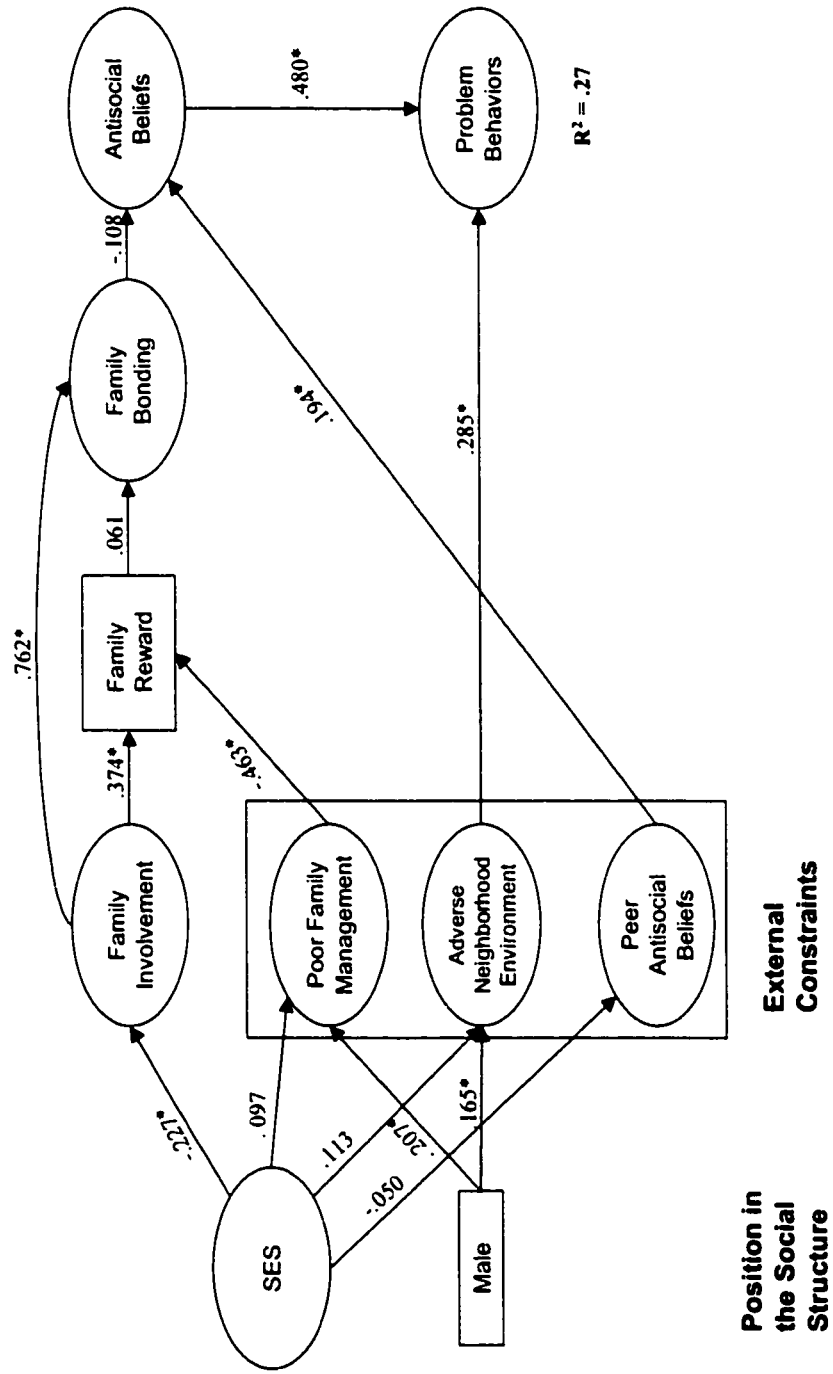 .762*
Family
Involvement
.374*
Family
Reward
.061
Family
Bonding
-.108
Antisocial
Beliefs
-.227*
SES
.097
.113
-.050
.207*
.165*
Male
Poor Family
Management
Adverse
Neighborhood
Environment
Peer
Antisocial
Beliefs
-.463*
.194*
.285*
.480*
Problem
Behaviors
R² = .27
Position in
the Social
Structure
External
Constraints